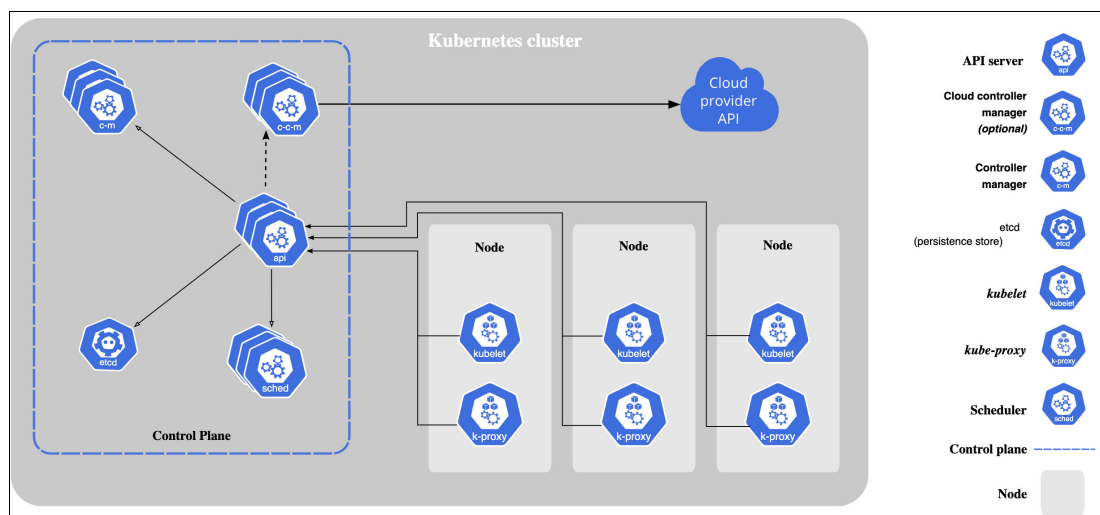 Kubernetes cluster
c-m
c-c-m
Cloud
provider
API
api
etcd
sched
Control Plane
Node
kubelet
k-proxy
Node
kubelet
k-proxy
Node
kubelet
k-proxy
API server
api
Cloud controller
manager
(optional)
c-c-m
Controller
manager
c-m
etcd
(persistence store)
etcd
kubelet
kubelet
kube-proxy
k-proxy
Scheduler
sched
Control plane
Node